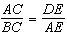 AC/BC = DE/AE